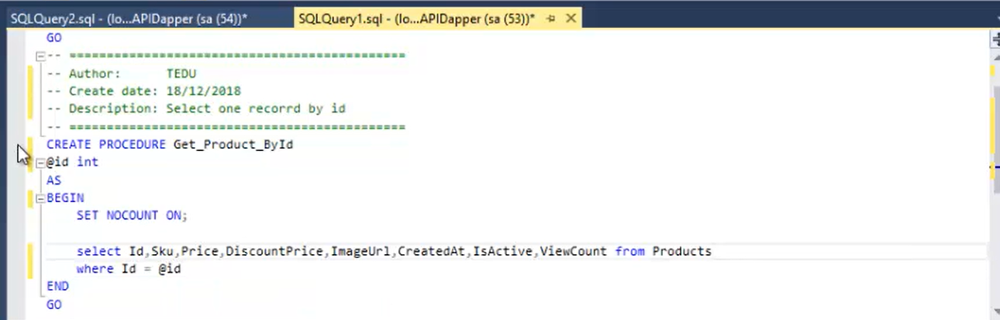 SQLQuery2.sql - (lo...APIDapper (sa (54))* SQLQuery1.sql - (lo...APIDapper (sa (53))*
GO
-- =============================================
-- Author: TEDU
-- Create date: 18/12/2018
-- Description: Select one recorrd by id
-- =============================================
CREATE PROCEDURE Get_Product_ById
@id int
AS
BEGIN
SET NOCOUNT ON;
select Id,Sku,Price,DiscountPrice,ImageUrl,CreatedAt,IsActive,ViewCount from Products
where Id = @id
END
GO